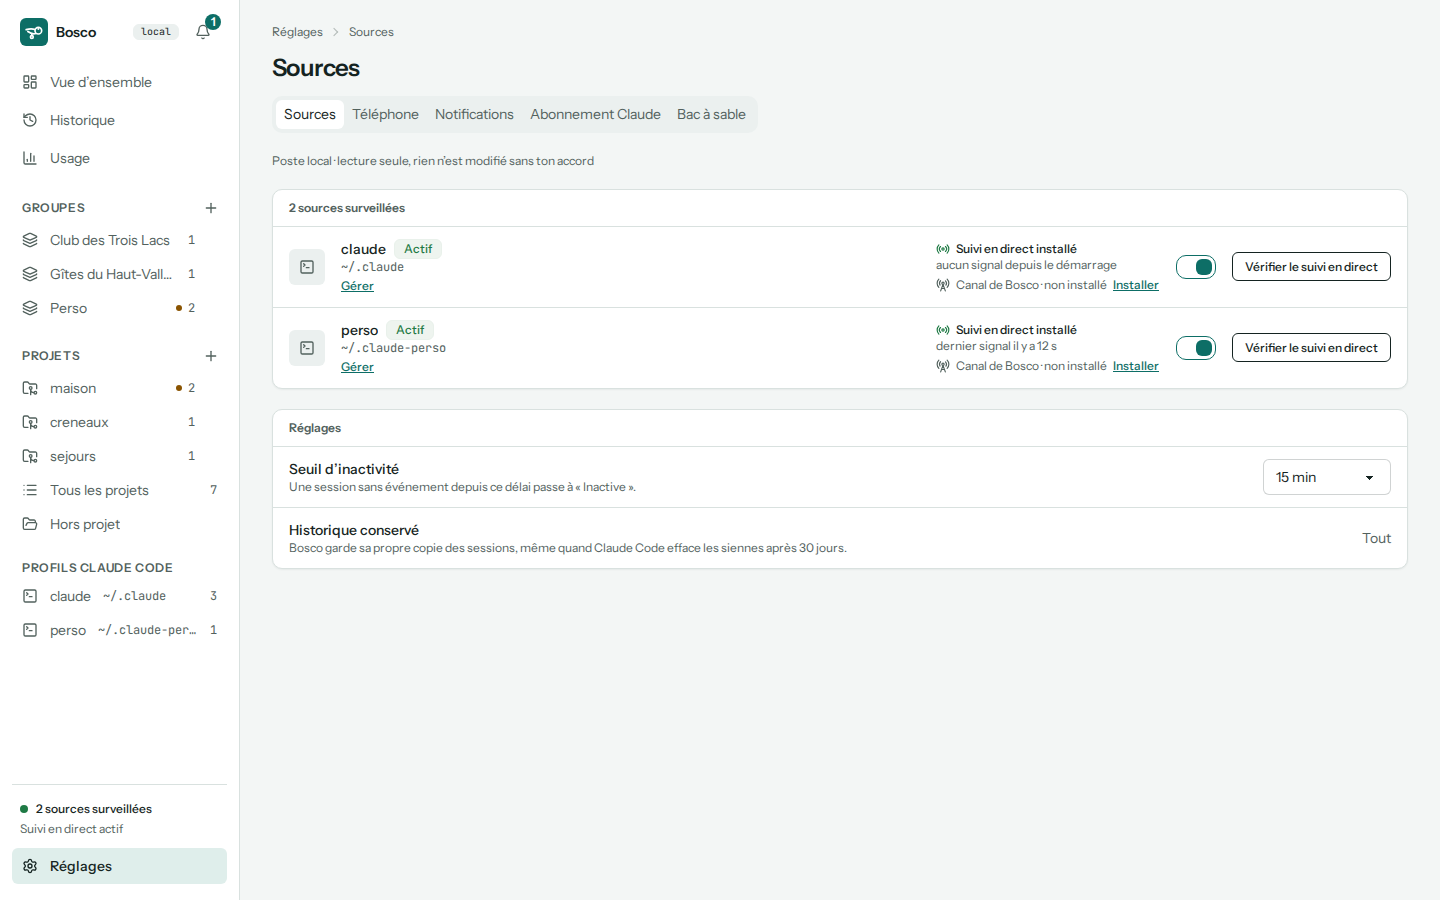 Bosco
local
1
Vue d’ensemble
Historique
Usage
GROUPES
Club des Trois Lacs 1
Gîtes du Haut-Vall... 1
Perso 2
PROJETS
maison 2
creneaux 1
sejours 1
Tous les projets 7
Hors projet
PROFILS CLAUDE CODE
claude ~/.claude 3
perso ~/.claude-per… 1
2 sources surveillées
Suivi en direct actif
Réglages
Réglages Sources
Sources
Sources Téléphone Notifications Abonnement Claude Bac à sable
Poste local · lecture seule, rien n’est modifié sans ton accord
2 sources surveillées
claude Actif
~/.claude
Gérer
Suivi en direct installé
aucun signal depuis le démarrage
Canal de Bosco · non installé Installer
Vérifier le suivi en direct
perso Actif
~/.claude-perso
Gérer
Suivi en direct installé
dernier signal il y a 12 s
Canal de Bosco · non installé Installer
Vérifier le suivi en direct
Réglages
Seuil d’inactivité
Une session sans événement depuis ce délai passe à « Inactive ».
15 min
Historique conservé
Bosco garde sa propre copie des sessions, même quand Claude Code efface les siennes après 30 jours.
Tout